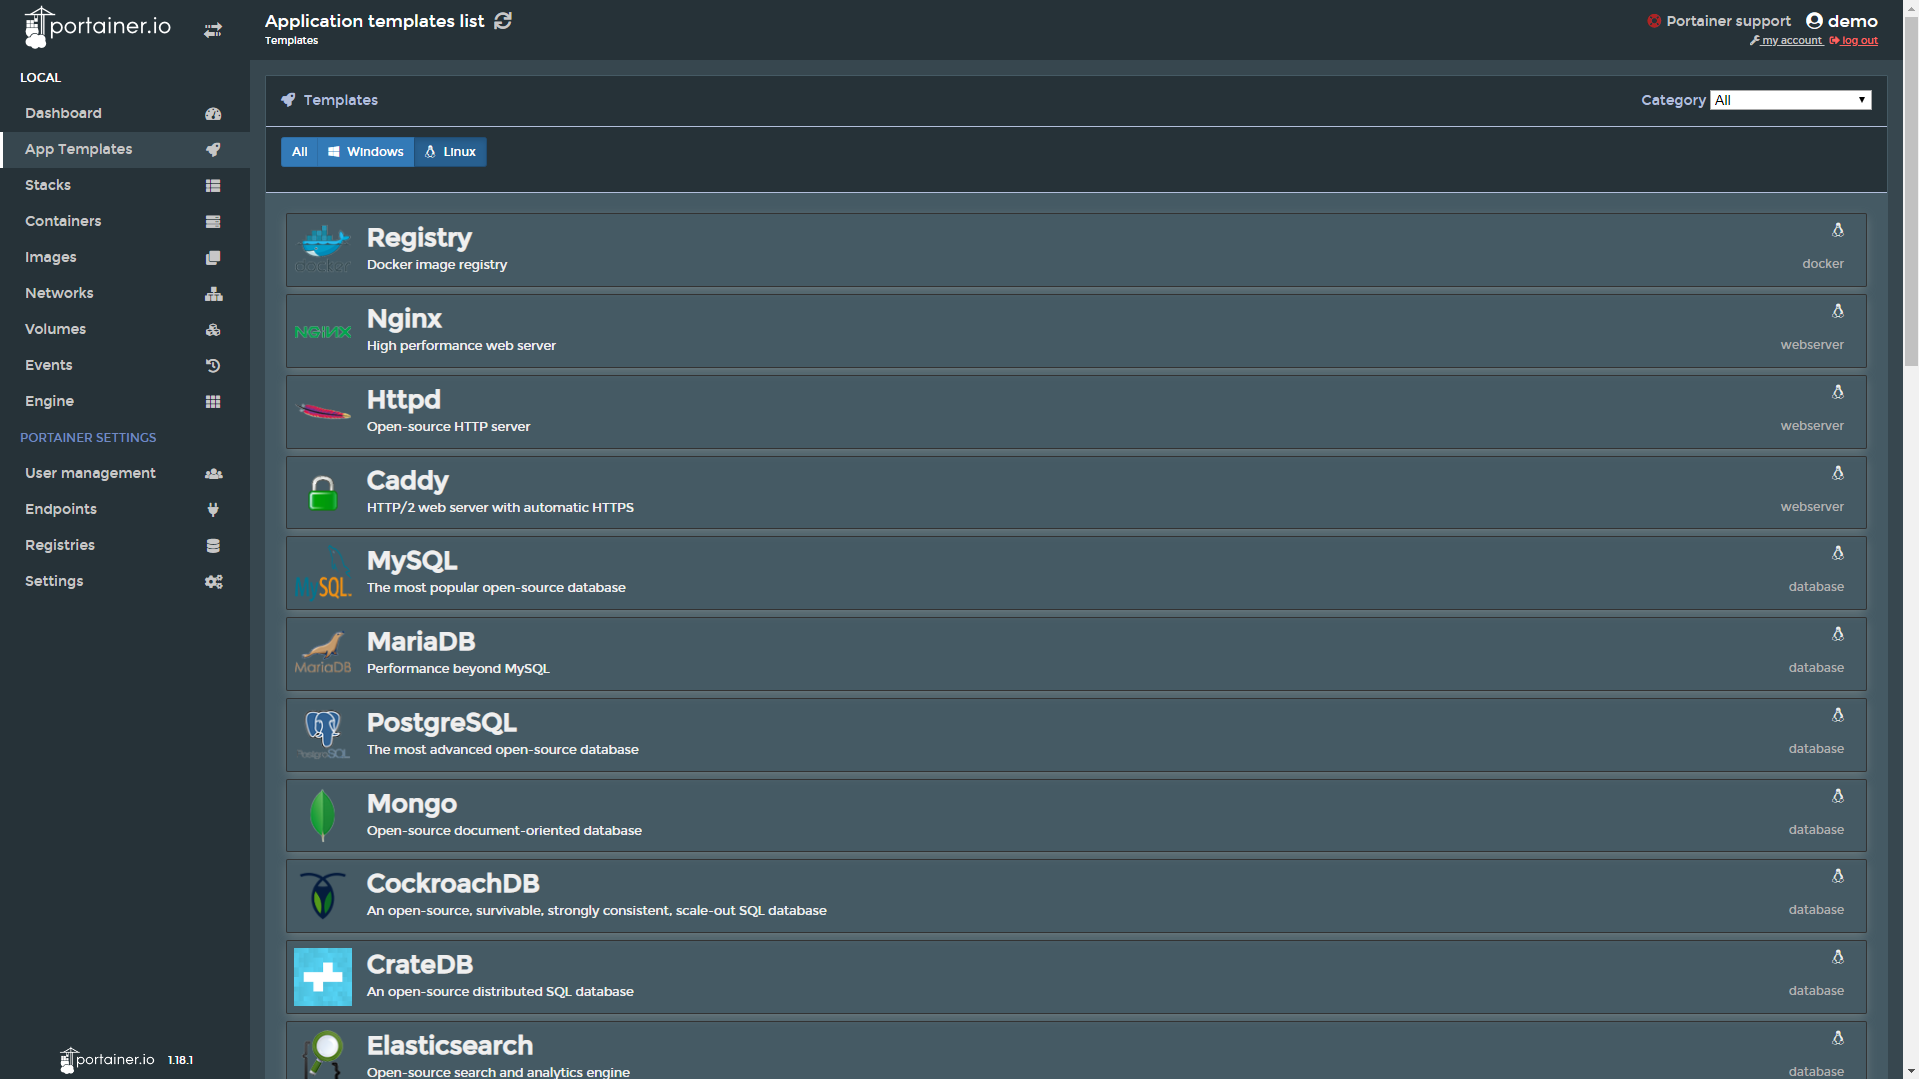 portainer.io
LOCAL
Dashboard
App Templates
Stacks
Containers
Images
Networks
Volumes
Events
Engine
PORTAINER SETTINGS
User management
Endpoints
Registries
Settings
portainer.io 1.18.1
Application templates list
Templates
Portainer support demo
my account log out
Templates
Category All
All Windows Linux
docker
Registry
Docker image registry
docker
NGINX
Nginx
High performance web server
webserver
Httpd
Open-source HTTP server
webserver
Caddy
HTTP/2 web server with automatic HTTPS
webserver
MySQL
MySQL
The most popular open-source database
database
MariaDB
MariaDB
Performance beyond MySQL
database
PostgreSQL
PostgreSQL
The most advanced open-source database
database
Mongo
Open-source document-oriented database
database
CockroachDB
An open-source, survivable, strongly consistent, scale-out SQL database
database
CrateDB
An open-source distributed SQL database
database
Elasticsearch
Open-source search and analytics engine
database